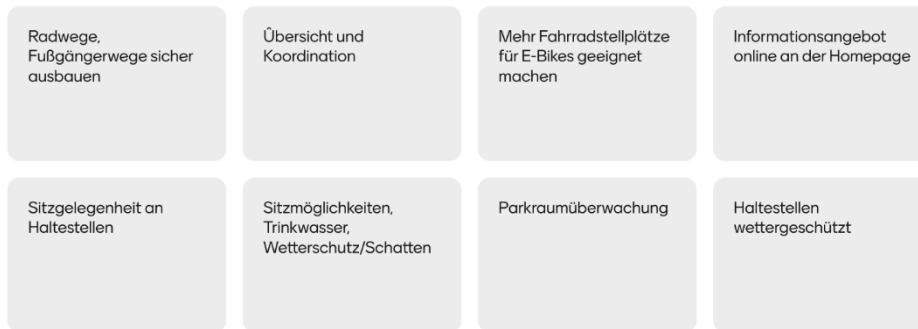 Radwege,
Fußgängerwege sicher
ausbauen
Übersicht und
Koordination
Mehr Fahrradstellplätze
für E-Bikes geeignet
machen
Informationsangebot
online an der Homepage
Sitzgelegenheit an
Haltestellen
Sitzmöglichkeiten,
Trinkwasser,
Wetterschutz/Schatten
Parkraumüberwachung
Haltestellen
wettergeschützt